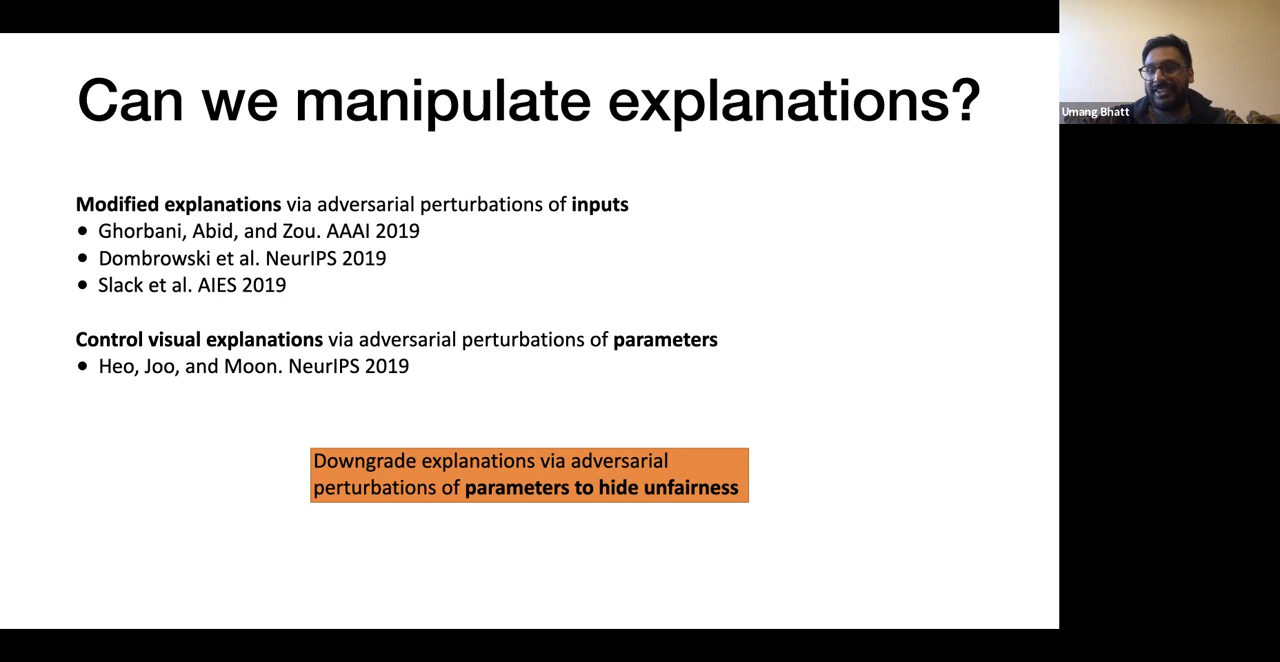 Can we manipulate explanations?
Umang Bhatt
Modified explanations via adversarial perturbations of inputs
• Ghorbani, Abid, and Zou. AAAI 2019
• Dombrowski et al. NeurIPS 2019
• Slack et al. AIES 2019
Control visual explanations via adversarial perturbations of parameters
• Heo, Joo, and Moon. NeurIPS 2019
Downgrade explanations via adversarial
perturbations of parameters to hide unfairness